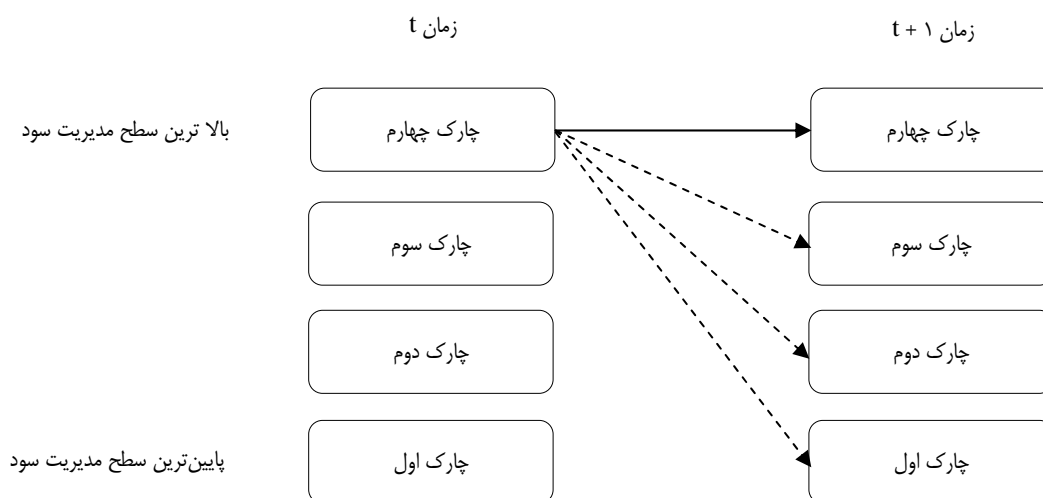 زمان t
زمان t + ۱
بالا ترین سطح مدیریت سود
چارک چهارم
چارک چهارم
چارک سوم
چارک سوم
چارک دوم
چارک دوم
پایین‌ترین سطح مدیریت سود
چارک اول
چارک اول